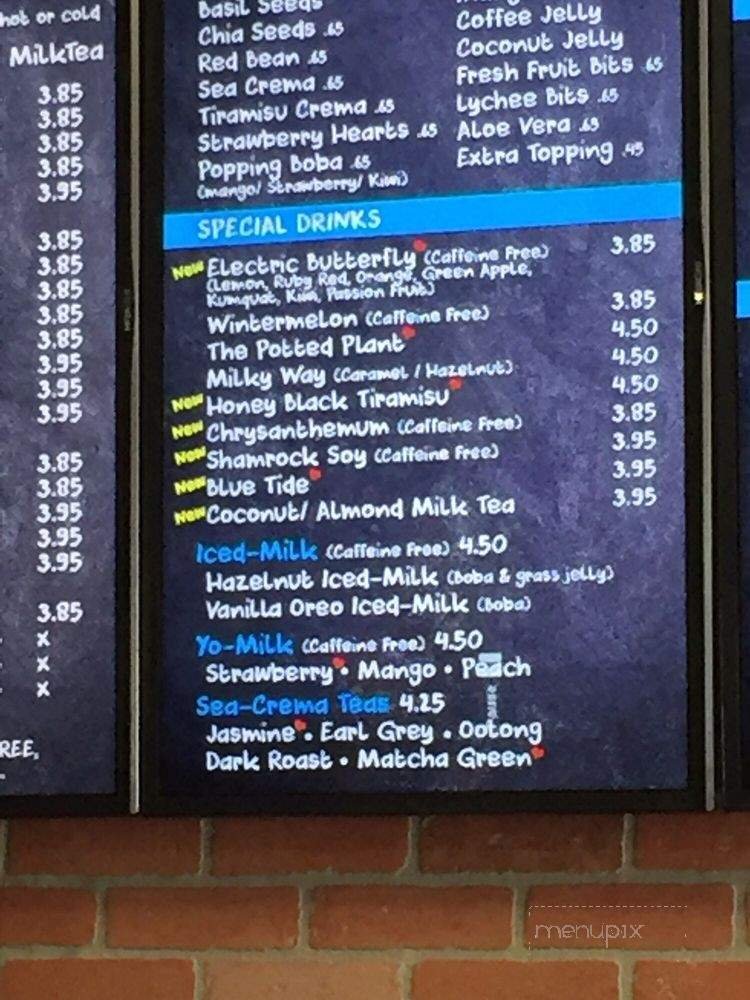 hot or cold
MilkTea
3.85
3.85
3.85
3.85
3.95
3.85
3.85
3.85
3.85
3.85
3.95
3.95
3.95
3.85
3.85
3.95
3.95
3.95
3.85
x
x
x
REE,
Basil Seeds
Chia Seeds .65
Red Bean .65
Sea Crema .65
Tiramisu Crema .65
Strawberry Hearts .65
Popping Boba .65
(mango/ Strawberry/ Kiwi)
Coffee Jelly
Coconut Jelly
Fresh Fruit Bits .65
Lychee Bits .65
Aloe Vera .65
Extra Topping .45
SPECIAL DRINKS
New Electric Butterfly (Caffeine Free) 3.85
(Lemon, Ruby Red, Orange, Green Apple,
Kumquat, Kiwi, Passion Fruit)
Wintermelon (Caffeine Free) 3.85
The Potted Plant 4.50
Milky Way (Caramel / Hazelnut) 4.50
New Honey Black Tiramisu 4.50
New Chrysanthemum (Caffeine Free) 3.85
New Shamrock Soy (Caffeine Free) 3.95
New Blue Tide 3.95
New Coconut/ Almond Milk Tea 3.95
Iced-Milk (Caffeine Free) 4.50
Hazelnut Iced-Milk (Boba & grass jelly)
Vanilla Oreo Iced-Milk (Boba)
Yo-Milk (Caffeine Free) 4.50
Strawberry • Mango • Peach
Sea-Crema Teas 4.25
Jasmine • Earl Grey • Oolong
Dark Roast • Matcha Green
menupix